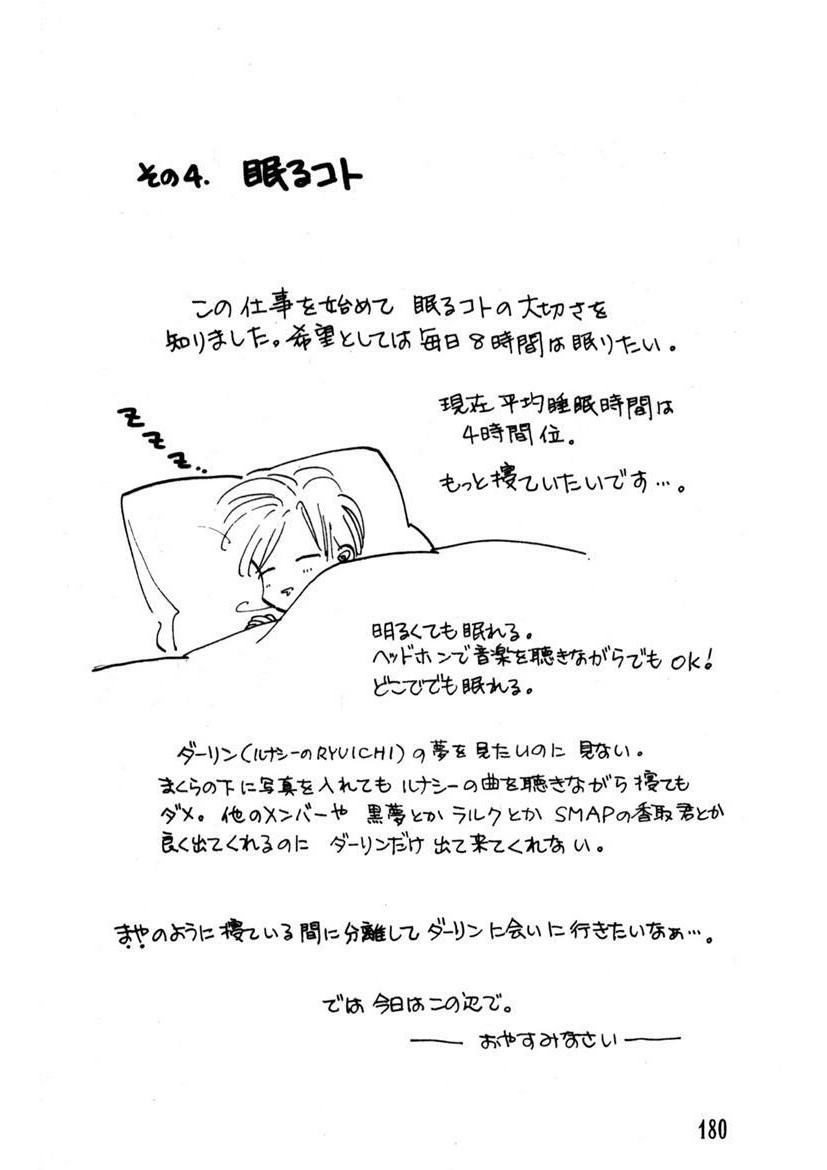 その4. 眠るコト
この仕事を始めて 眠るコトの大切さを
知りました。希望としては毎日8時間は眠りたい。
z z z..
現在平均睡眠時間は
4時間位。
もっと寝ていたいです…。
明るくても眠れる。
ヘッドホンで音楽を聴きながらでも OK!
どこででも眠れる。
ダーリン(ルナシーのRYUICHI)の夢を見たいのに 見ない。
まくらの下に写真を入れても ルナシーの曲を聴きながら 寝ても
ダメ。他のメンバーや 黒夢とか ラルクとか SMAPの香取君とか
良く出てくれるのに ダーリンだけ 出て来てくれない。
まやのように寝ている間に分離して ダーリンに会いに行きたいなぁ…。
では 今日はこの辺で。
── おやすみなさい ──
180